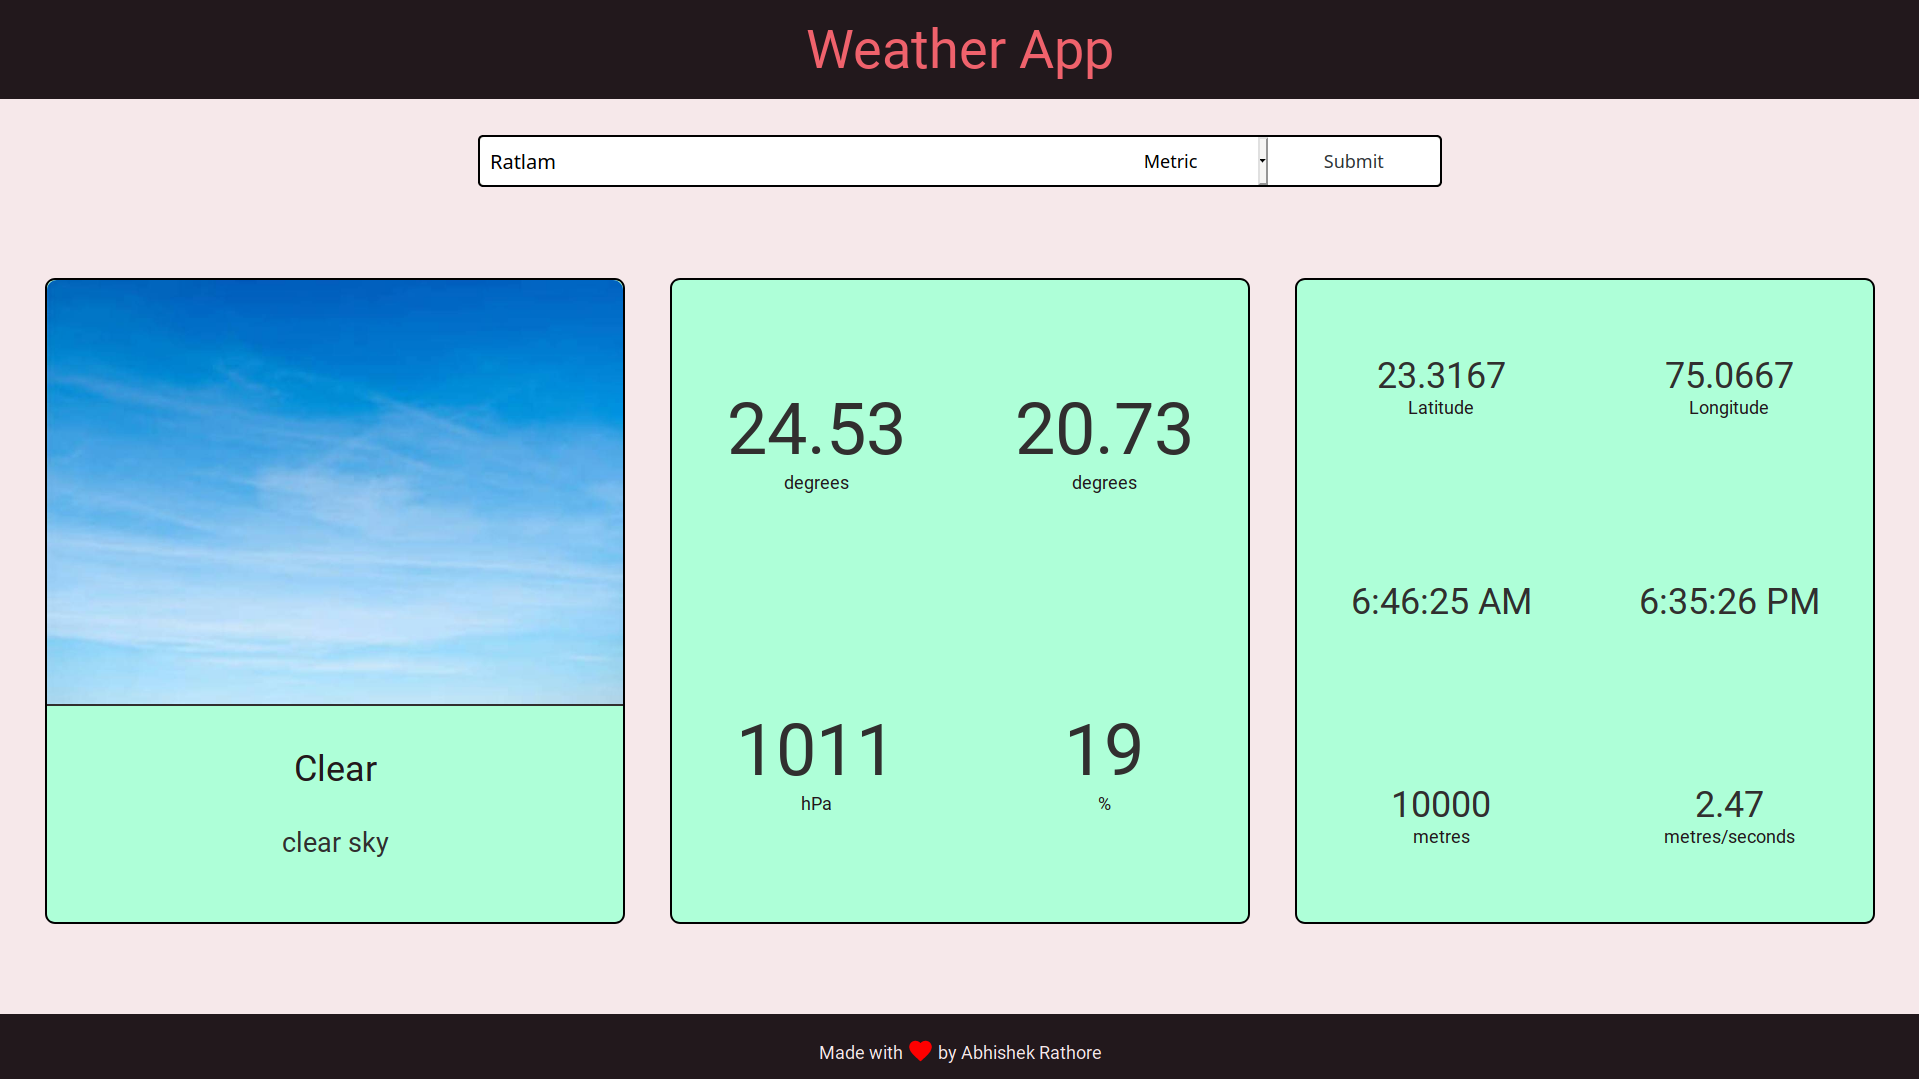 Weather App
Ratlam Metric Submit
Clear
clear sky
24.53 20.73
degrees degrees
1011 19
hPa %
23.3167 75.0667
Latitude Longitude
6:46:25 AM 6:35:26 PM
10000 2.47
metres metres/seconds
Made with ❤ by Abhishek Rathore